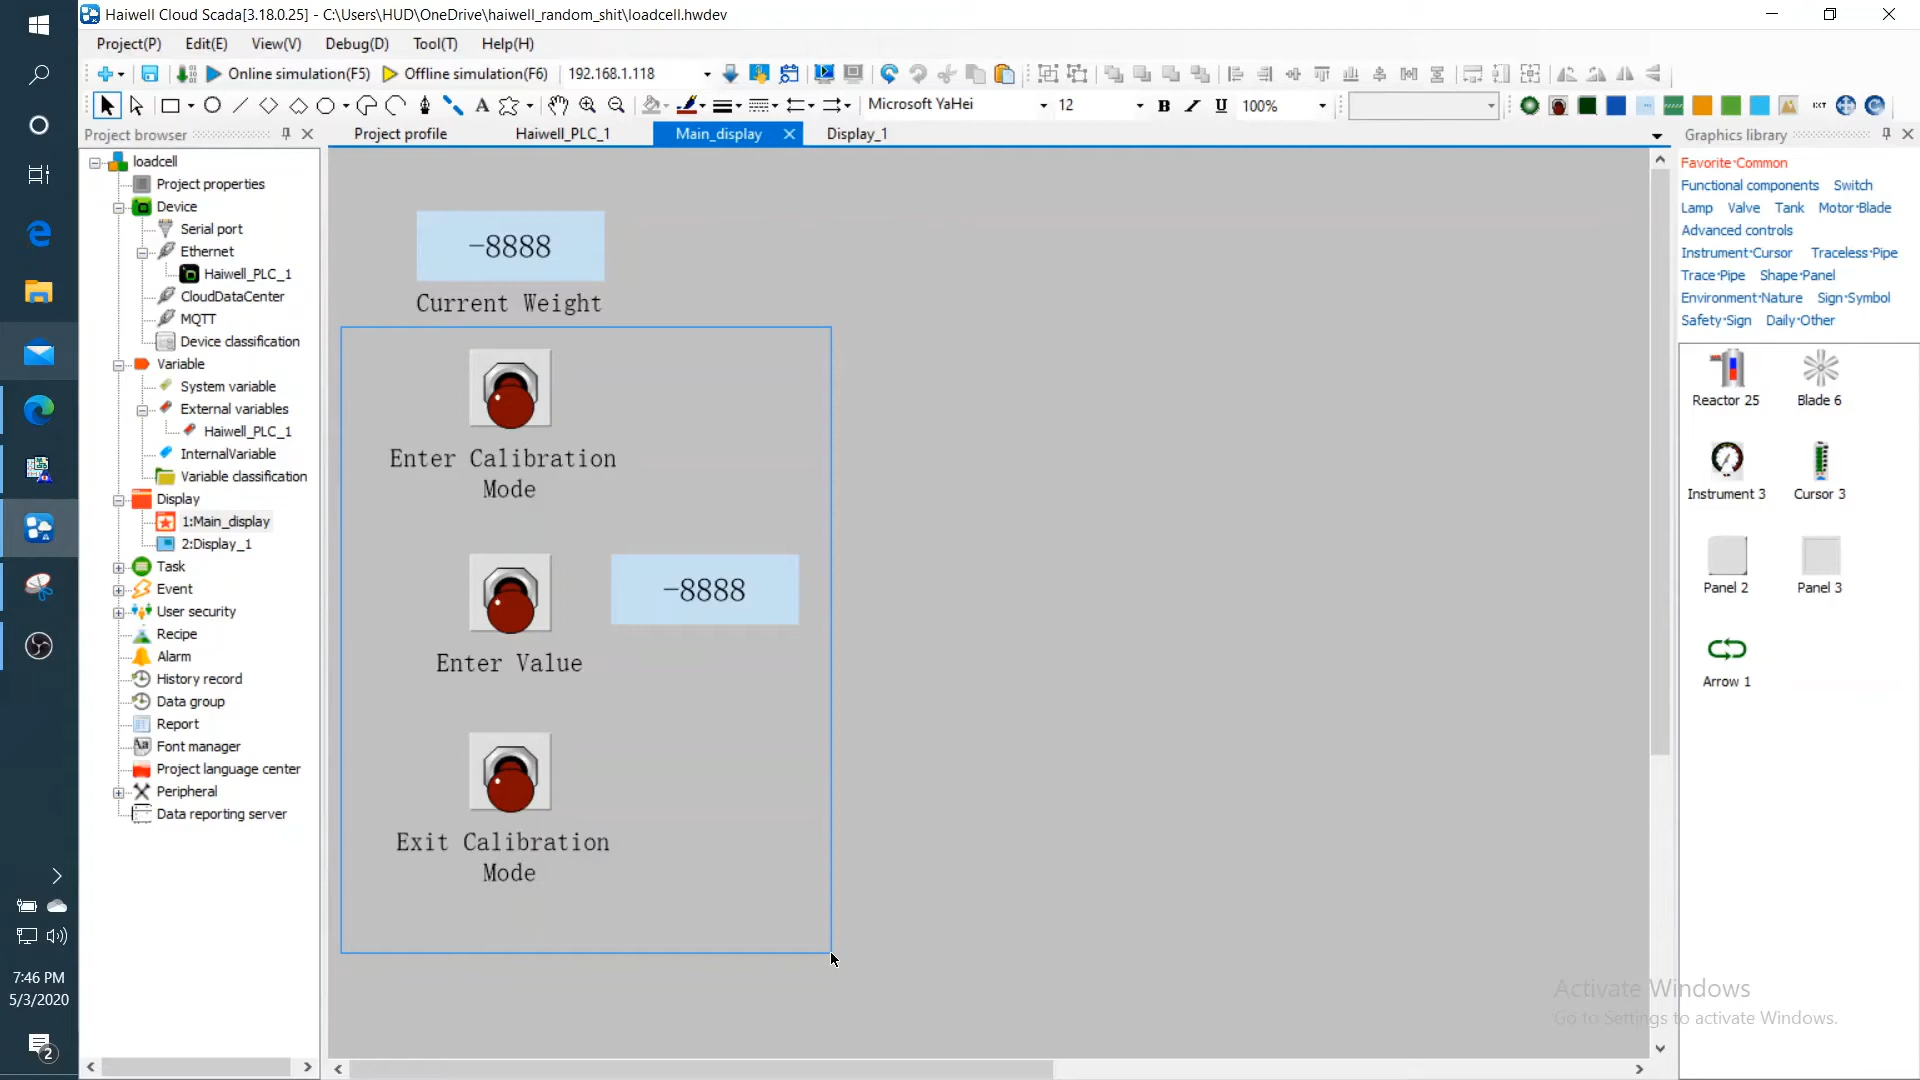 Haiwell Cloud Scada[3.18.0.25] - C:\Users\HUD\OneDrive\haiwell_random_shit\loadcell.hwdev
Project(P) Edit(E) View(V) Debug(D) Tool(T) Help(H)
Online simulation(F5) Offline simulation(F6) 192.168.1.118
A Microsoft YaHei 12 B I U 100% EXT
Project browser
Project profile Haiwell_PLC_1 Main_display Display_1
Graphics library
loadcell
Project properties
Device
Serial port
Ethernet
Haiwell_PLC_1
CloudDataCenter
MQTT
Device classification
Variable
System variable
External variables
Haiwell_PLC_1
InternalVariable
Variable classification
Display
1:Main_display
2:Display_1
Task
Event
User security
Recipe
Alarm
History record
Data group
Report
Font manager
Project language center
Peripheral
Data reporting server
-8888
Current Weight
Enter Calibration
Mode
-8888
Enter Value
Exit Calibration
Mode
Favorite·Common
Functional components Switch
Lamp Valve Tank Motor·Blade
Advanced controls
Instrument·Cursor Traceless·Pipe
Trace·Pipe Shape·Panel
Environment·Nature Sign·Symbol
Safety·Sign Daily·Other
Reactor 25 Blade 6
Instrument 3 Cursor 3
Panel 2 Panel 3
Arrow 1
Activate Windows
Go to Settings to activate Windows.
7:46 PM
5/3/2020
2